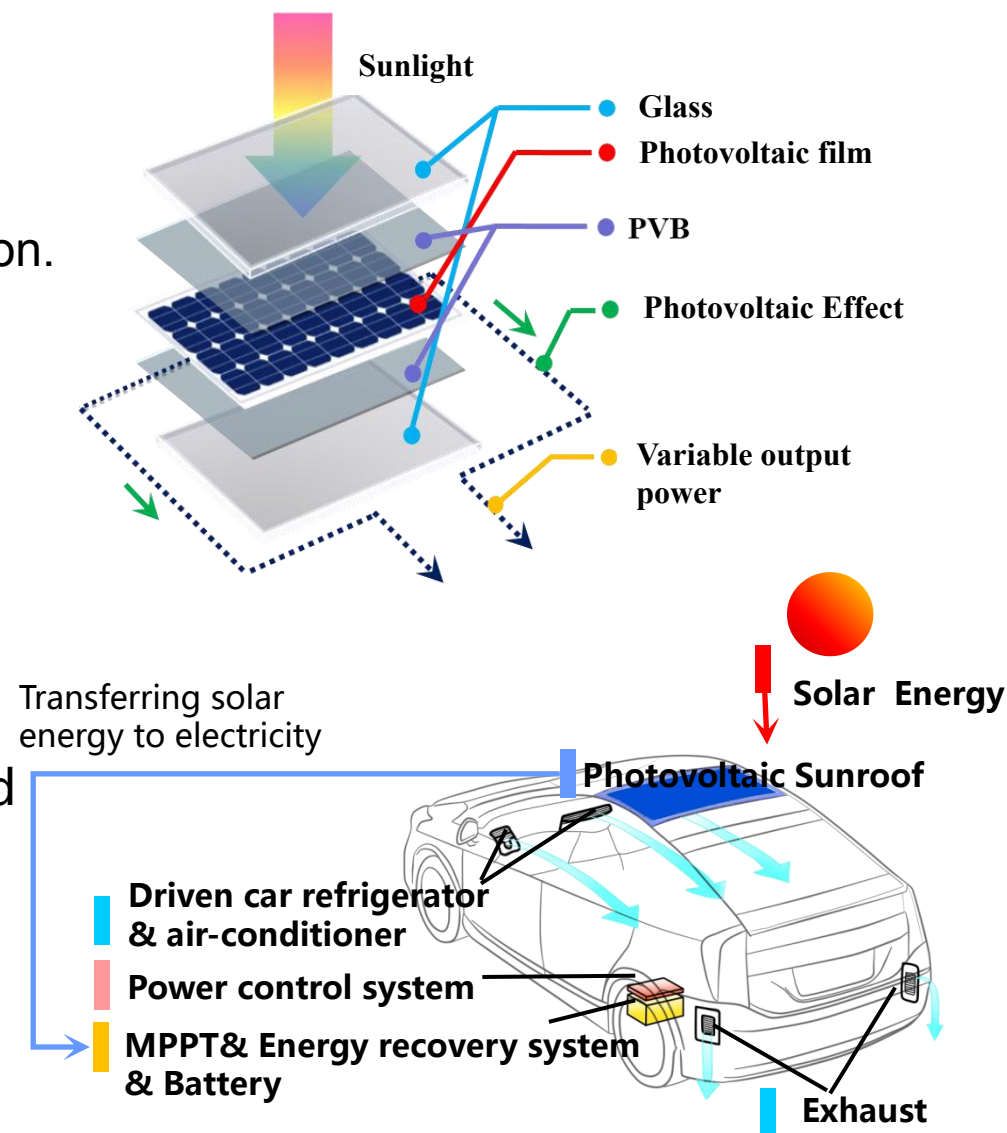 Sunlight
Glass
Photovoltaic film
on.
PVB
Photovoltaic Effect
Variable output
power
Solar Energy
Transferring solar
energy to electricity
d
Photovoltaic Sunroof
Driven car refrigerator
& air-conditioner
Power control system
MPPT& Energy recovery system
& Battery
Exhaust